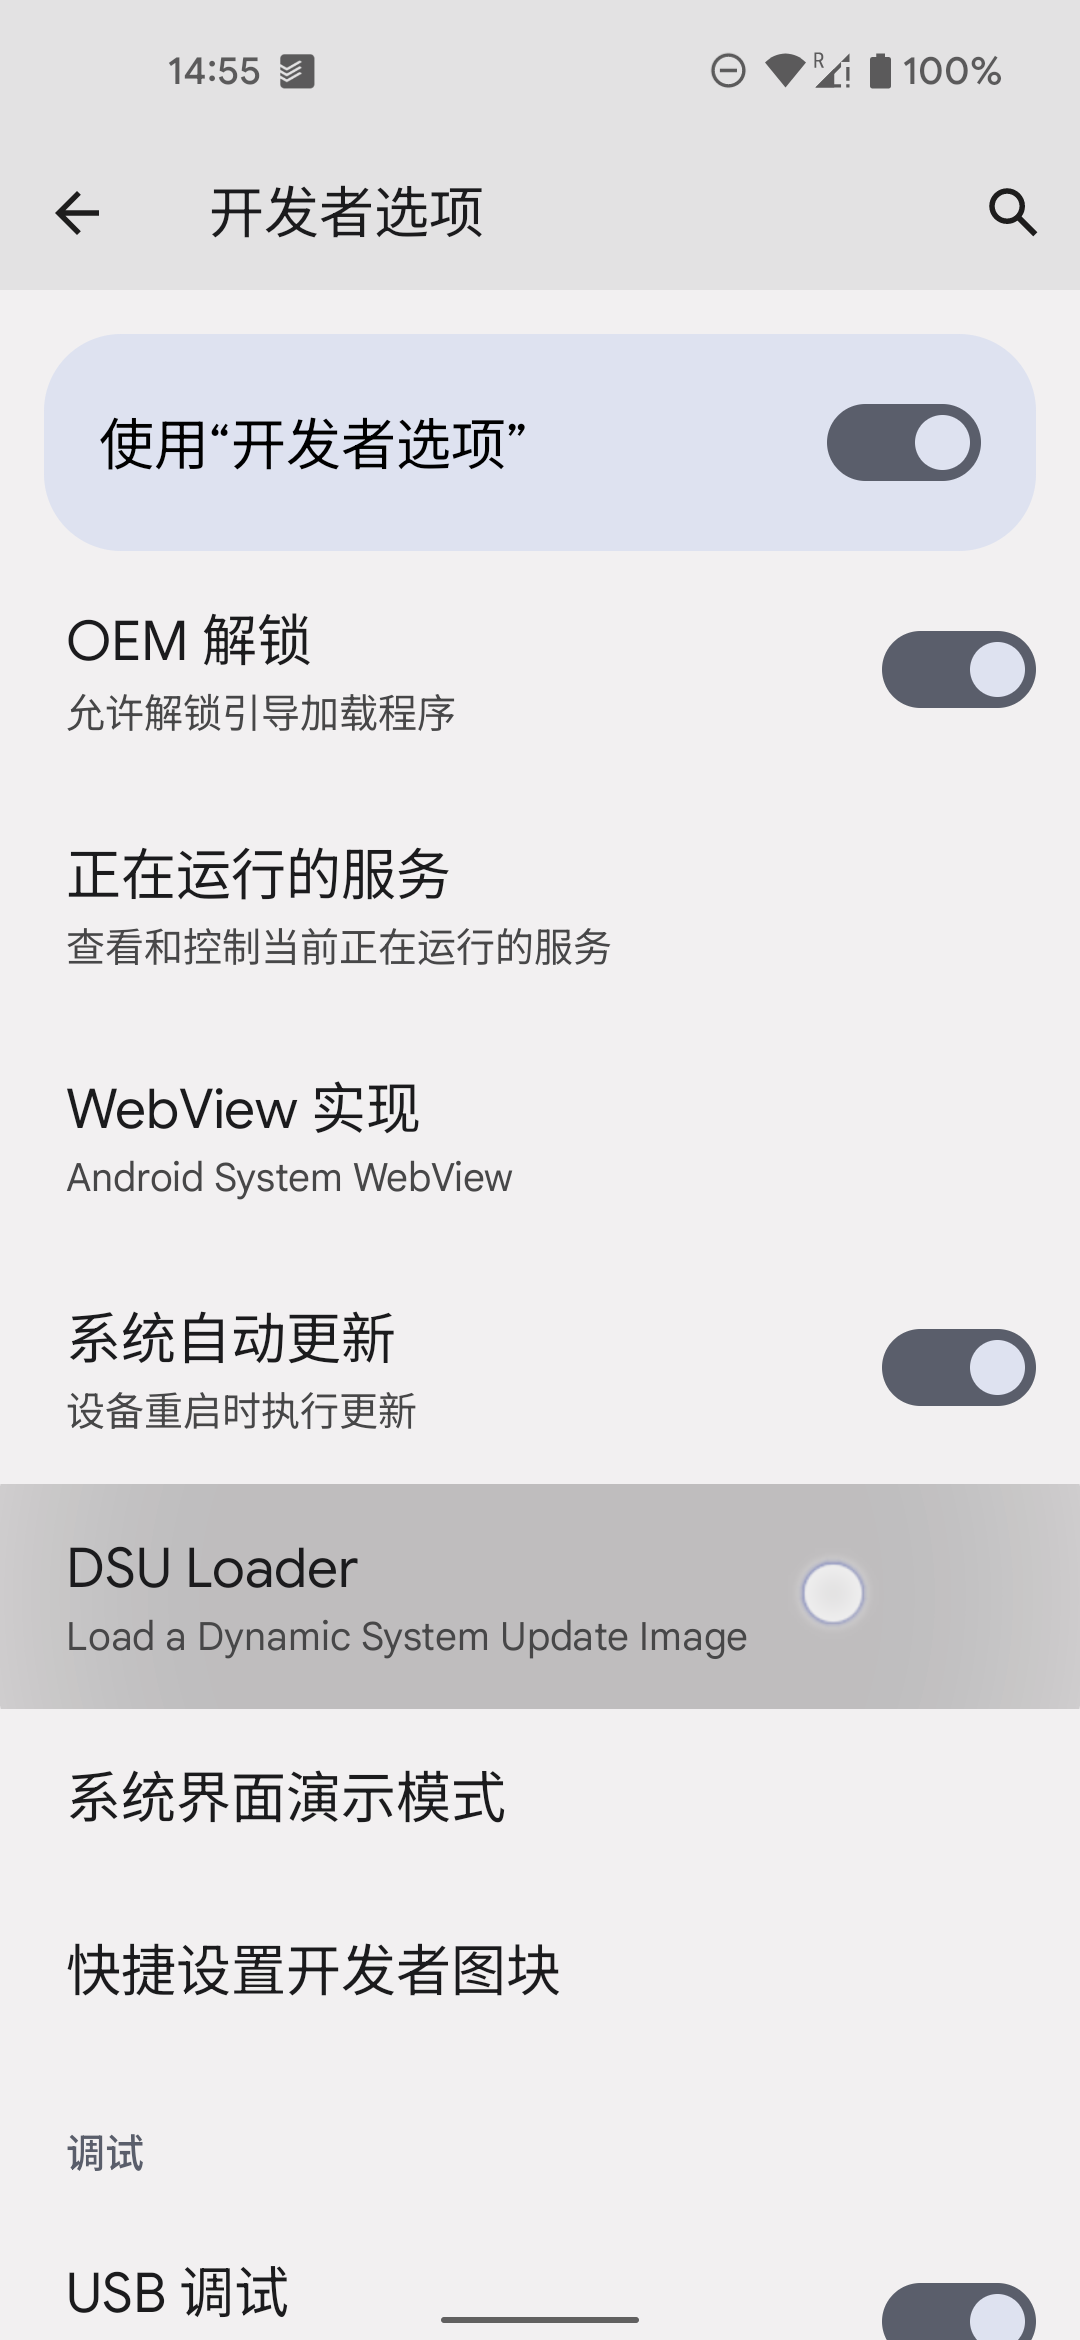 14:55
R
100%
开发者选项
使用“开发者选项”
OEM 解锁
允许解锁引导加载程序
正在运行的服务
查看和控制当前正在运行的服务
WebView 实现
Android System WebView
系统自动更新
设备重启时执行更新
DSU Loader
Load a Dynamic System Update Image
系统界面演示模式
快捷设置开发者图块
调试
USB 调试